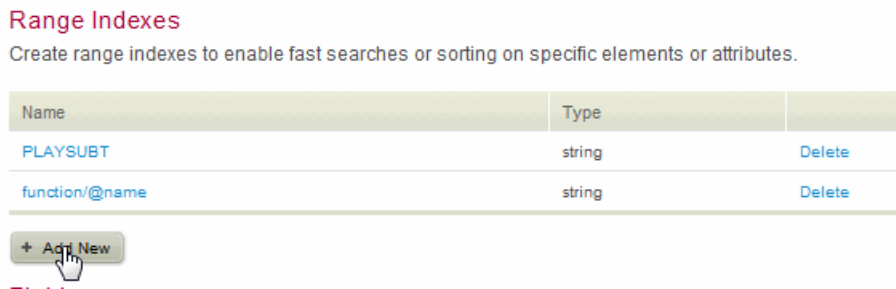 Range Indexes
Create range indexes to enable fast searches or sorting on specific elements or attributes.
Name Type
PLAYSUBT string Delete
function/@name string Delete
+ Add New